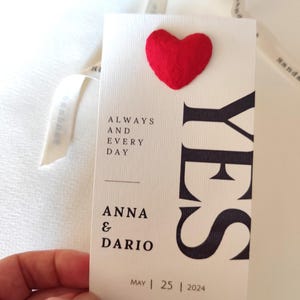 ALWAYS
AND
EVERY
DAY
YES
ANNA
&
DARIO
MAY | 25 | 2024